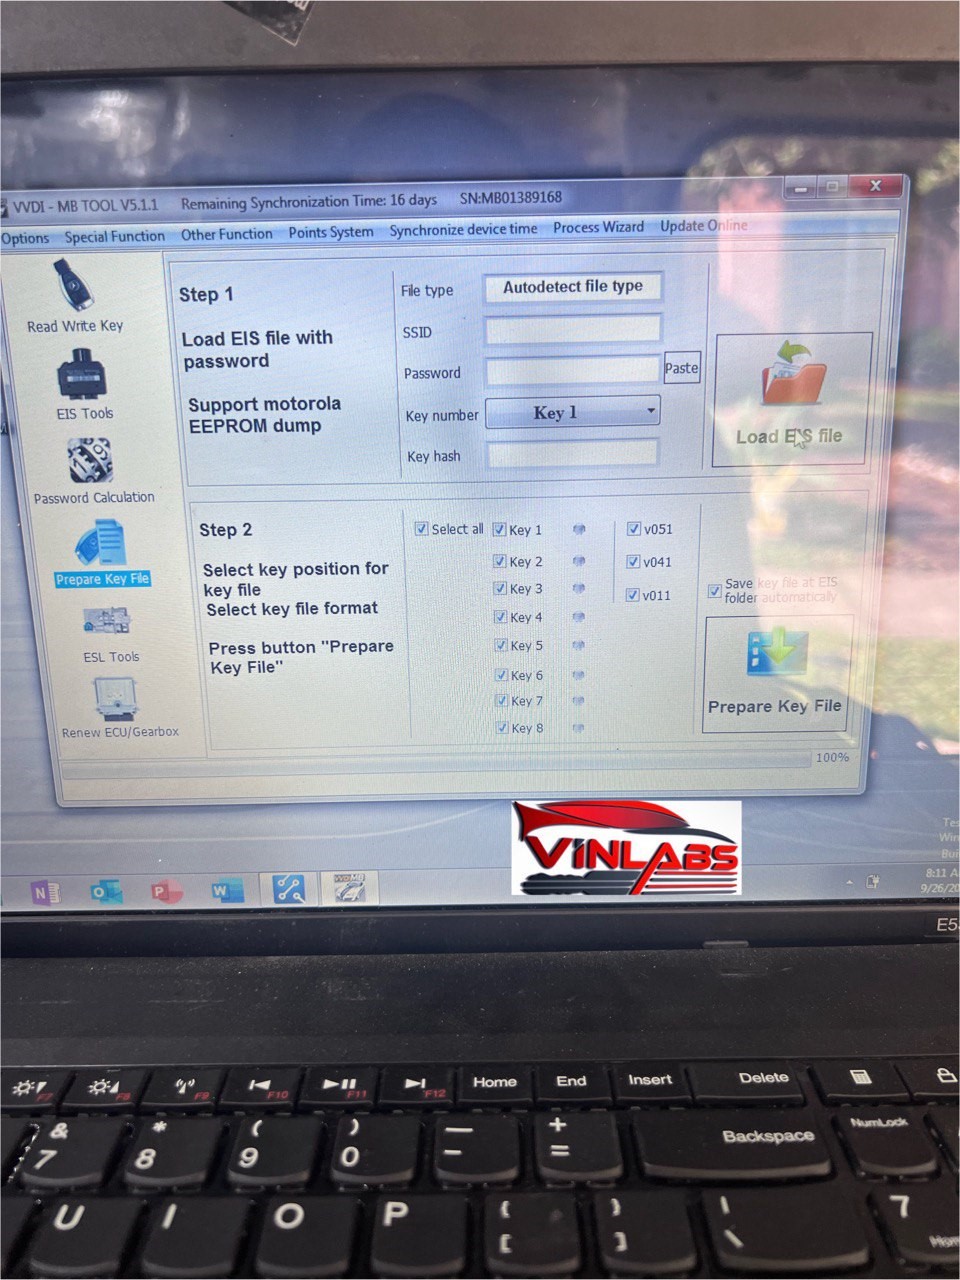 VVDI - MB TOOL V5.1.1 Remaining Synchronization Time: 16 days SN:MB01389168
Options Special Function Other Function Points System Synchronize device time Process Wizard Update Online
Read Write Key
EIS Tools
Password Calculation
Prepare Key File
ESL Tools
Renew ECU/Gearbox
Step 1
Load EIS file with
password
Support motorola
EEPROM dump
File type
Autodetect file type
SSID
Password
Paste
Key number
Key 1
Key hash
Load EIS file
Step 2
Select key position for
key file
Select key file format
Press button "Prepare
Key File"
Select all
Key 1
Key 2
Key 3
Key 4
Key 5
Key 6
Key 7
Key 8
v051
v041
v011
Save key file at EIS
folder automatically
Prepare Key File
100%
VINLABS
N
O
P
W
8:11
E5
F7 F8 F9 F10 F11 F12 Home End Insert Delete
& * ( ) — +
7 8 9 0 - = Backspace NumLock
U I O P { [ } ] | \ 7